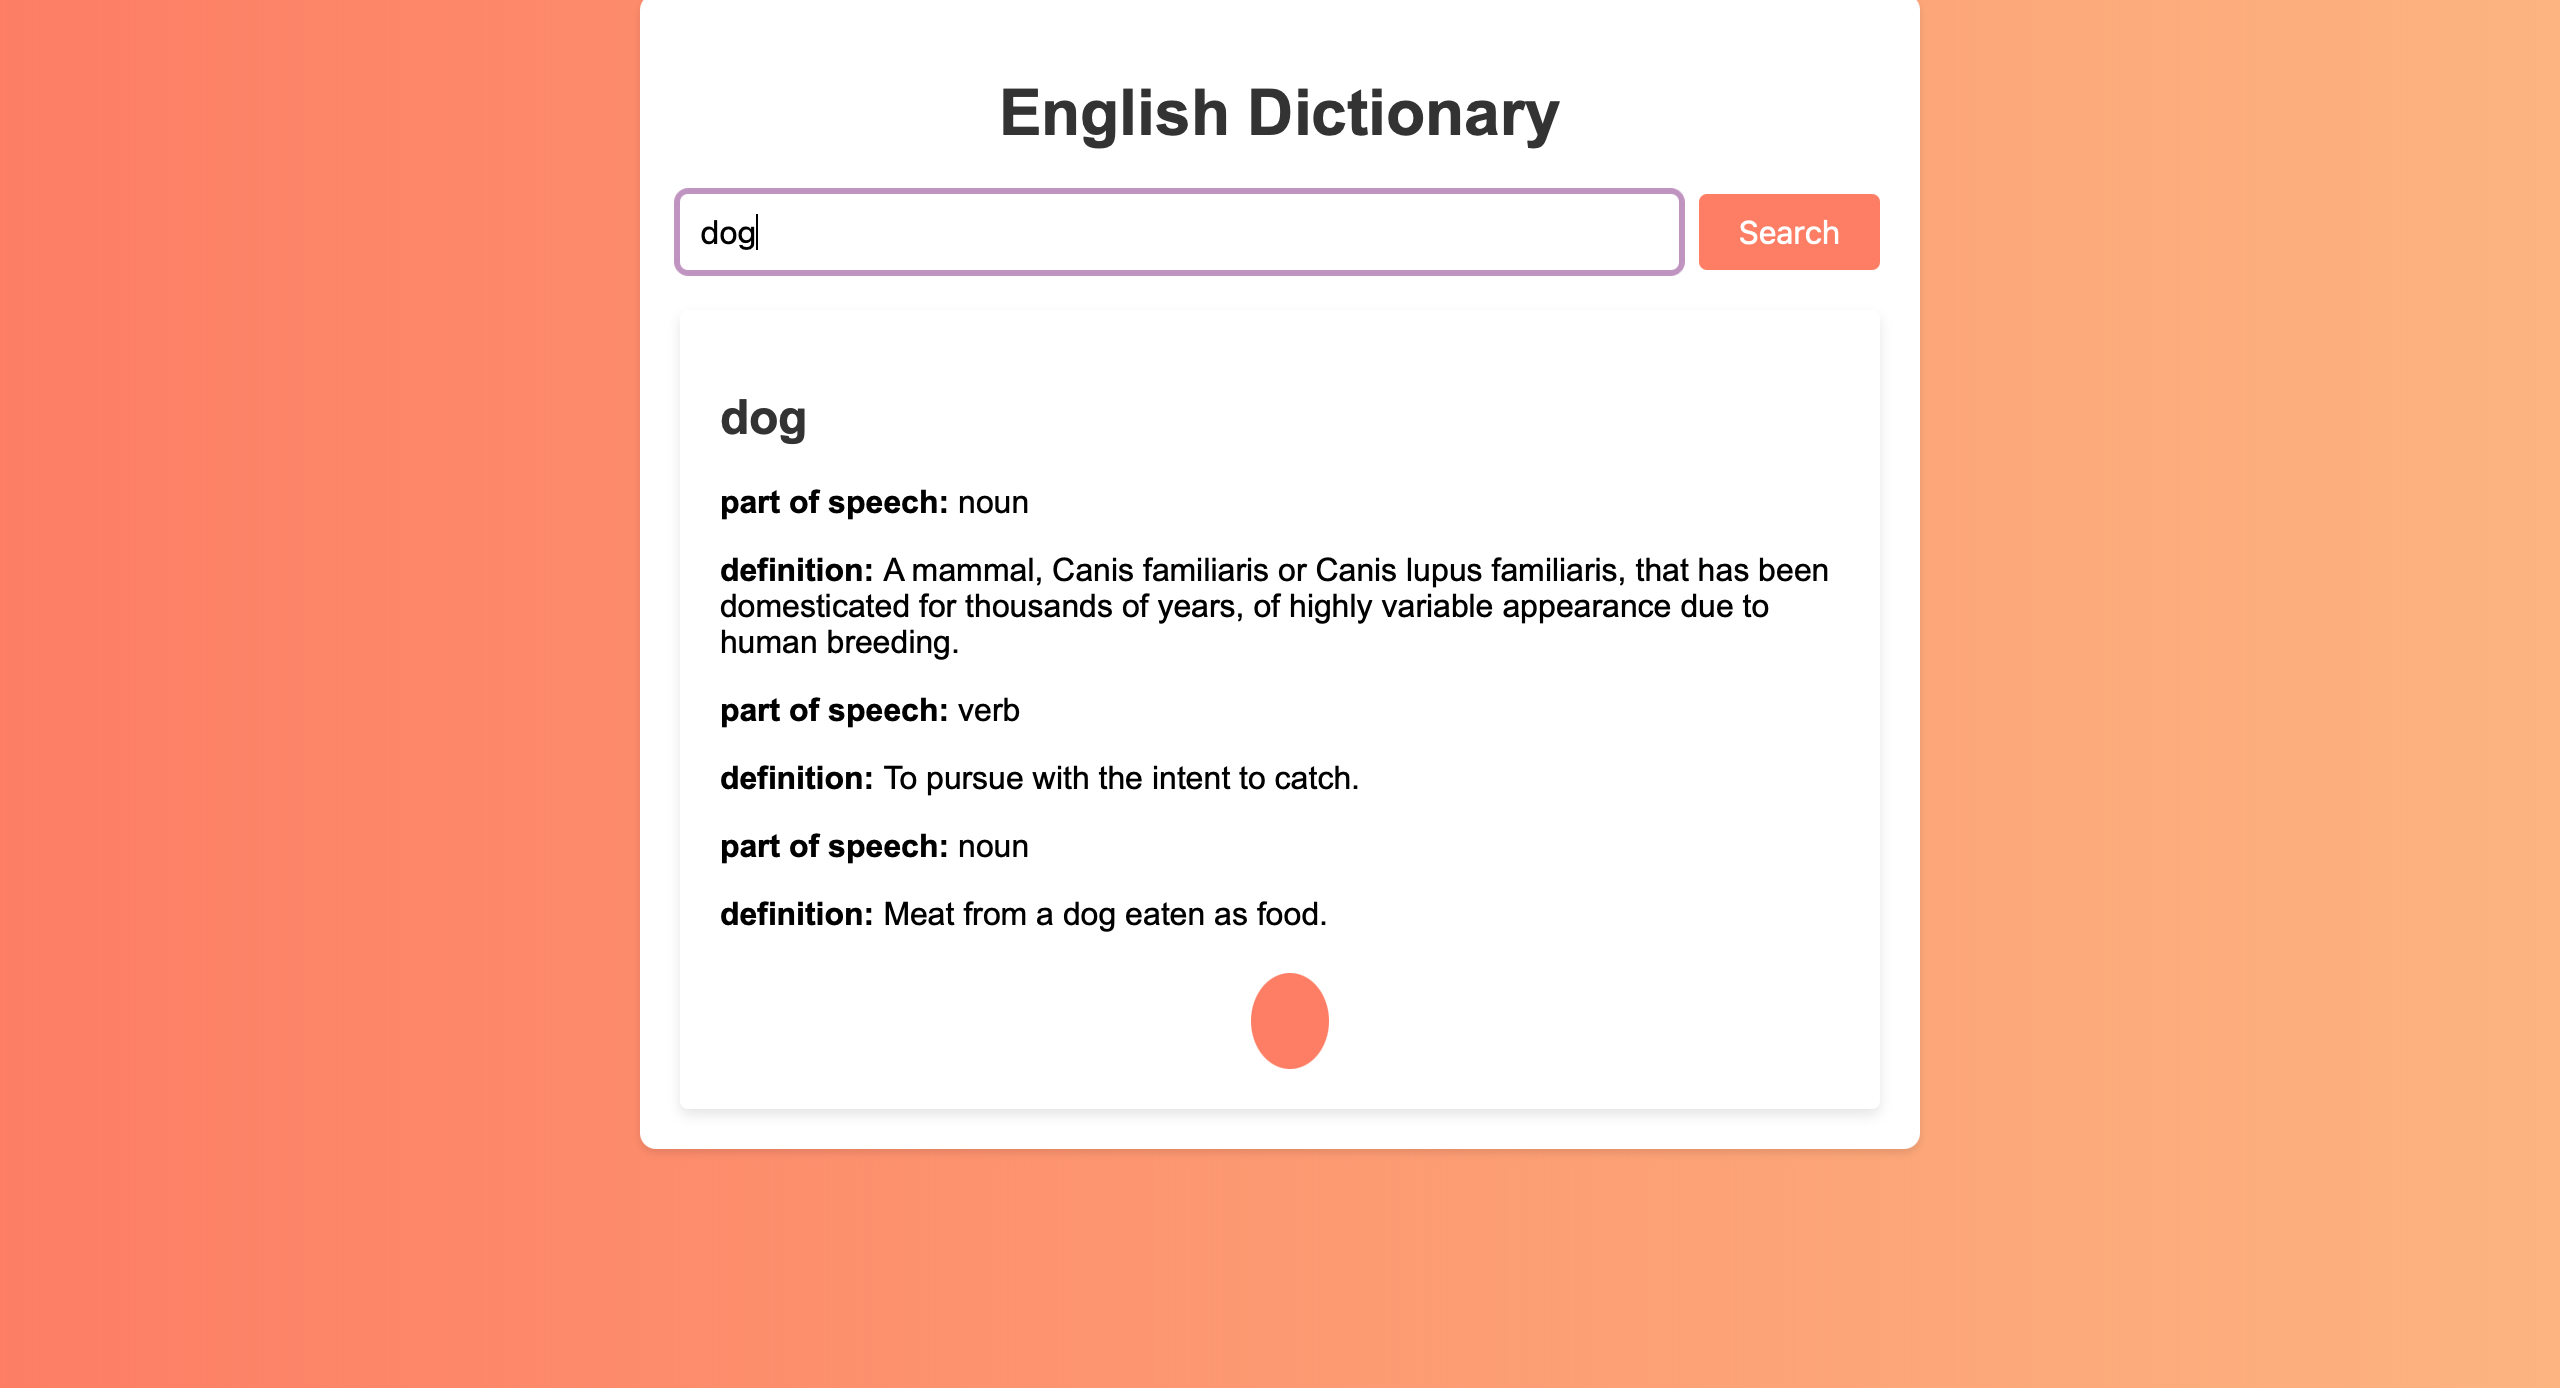 English Dictionary
dog
Search
dog
part of speech: noun
definition: A mammal, Canis familiaris or Canis lupus familiaris, that has been
domesticated for thousands of years, of highly variable appearance due to
human breeding.
part of speech: verb
definition: To pursue with the intent to catch.
part of speech: noun
definition: Meat from a dog eaten as food.